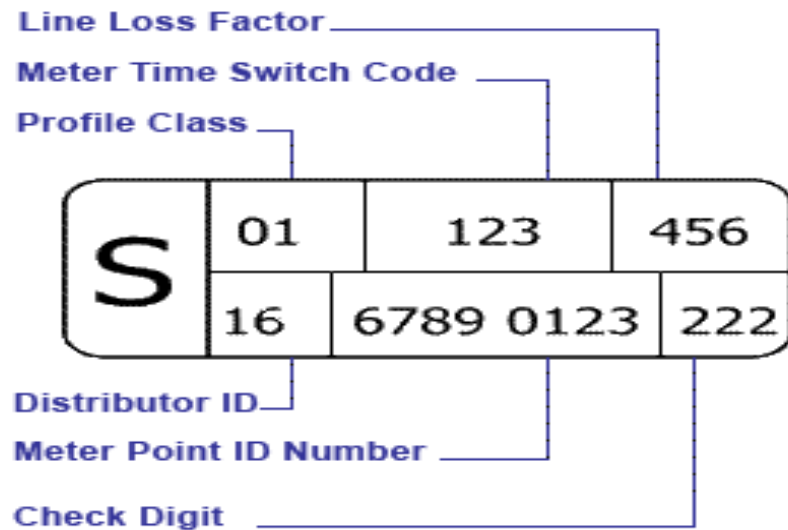 Line Loss Factor
Meter Time Switch Code
Profile Class
S
01 123 456
16 6789 0123 222
Distributor ID
Meter Point ID Number
Check Digit